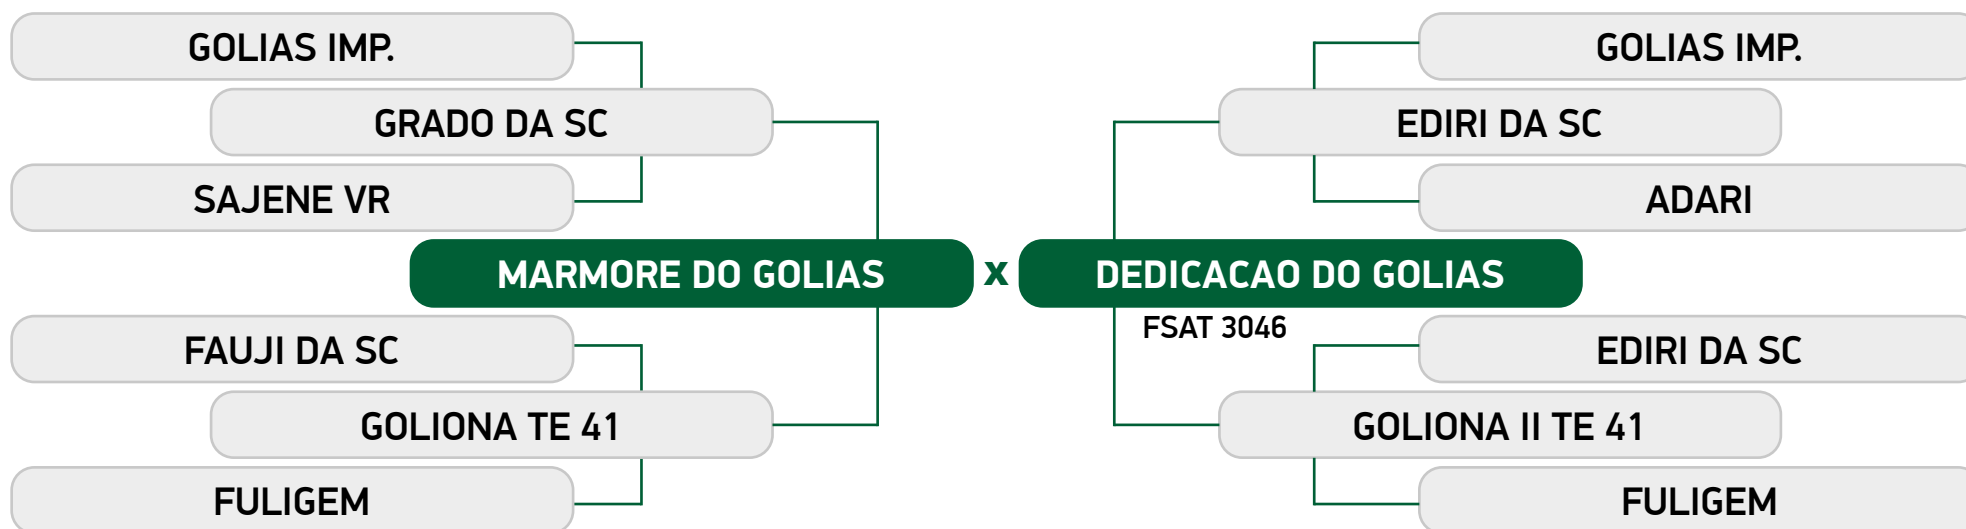 GOLIAS IMP.
GOLIAS IMP.
GRADO DA SC
EDIRI DA SC
SAJENE VR
ADARI
MARMORE DO GOLIAS
x
DEDICACAO DO GOLIAS
FSAT 3046
FAUJI DA SC
EDIRI DA SC
GOLIONA TE 41
GOLIONA II TE 41
FULIGEM
FULIGEM